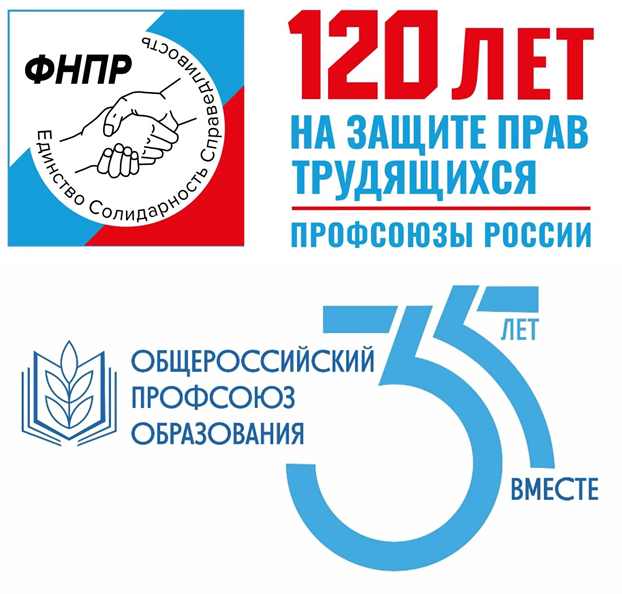 ФНПР
Единство Солидарность Справедливость
120 ЛЕТ
НА ЗАЩИТЕ ПРАВ
ТРУДЯЩИХСЯ
ПРОФСОЮЗЫ РОССИИ
ОБЩЕРОССИЙСКИЙ
ПРОФСОЮЗ
ОБРАЗОВАНИЯ
35
ЛЕТ
ВМЕСТЕ